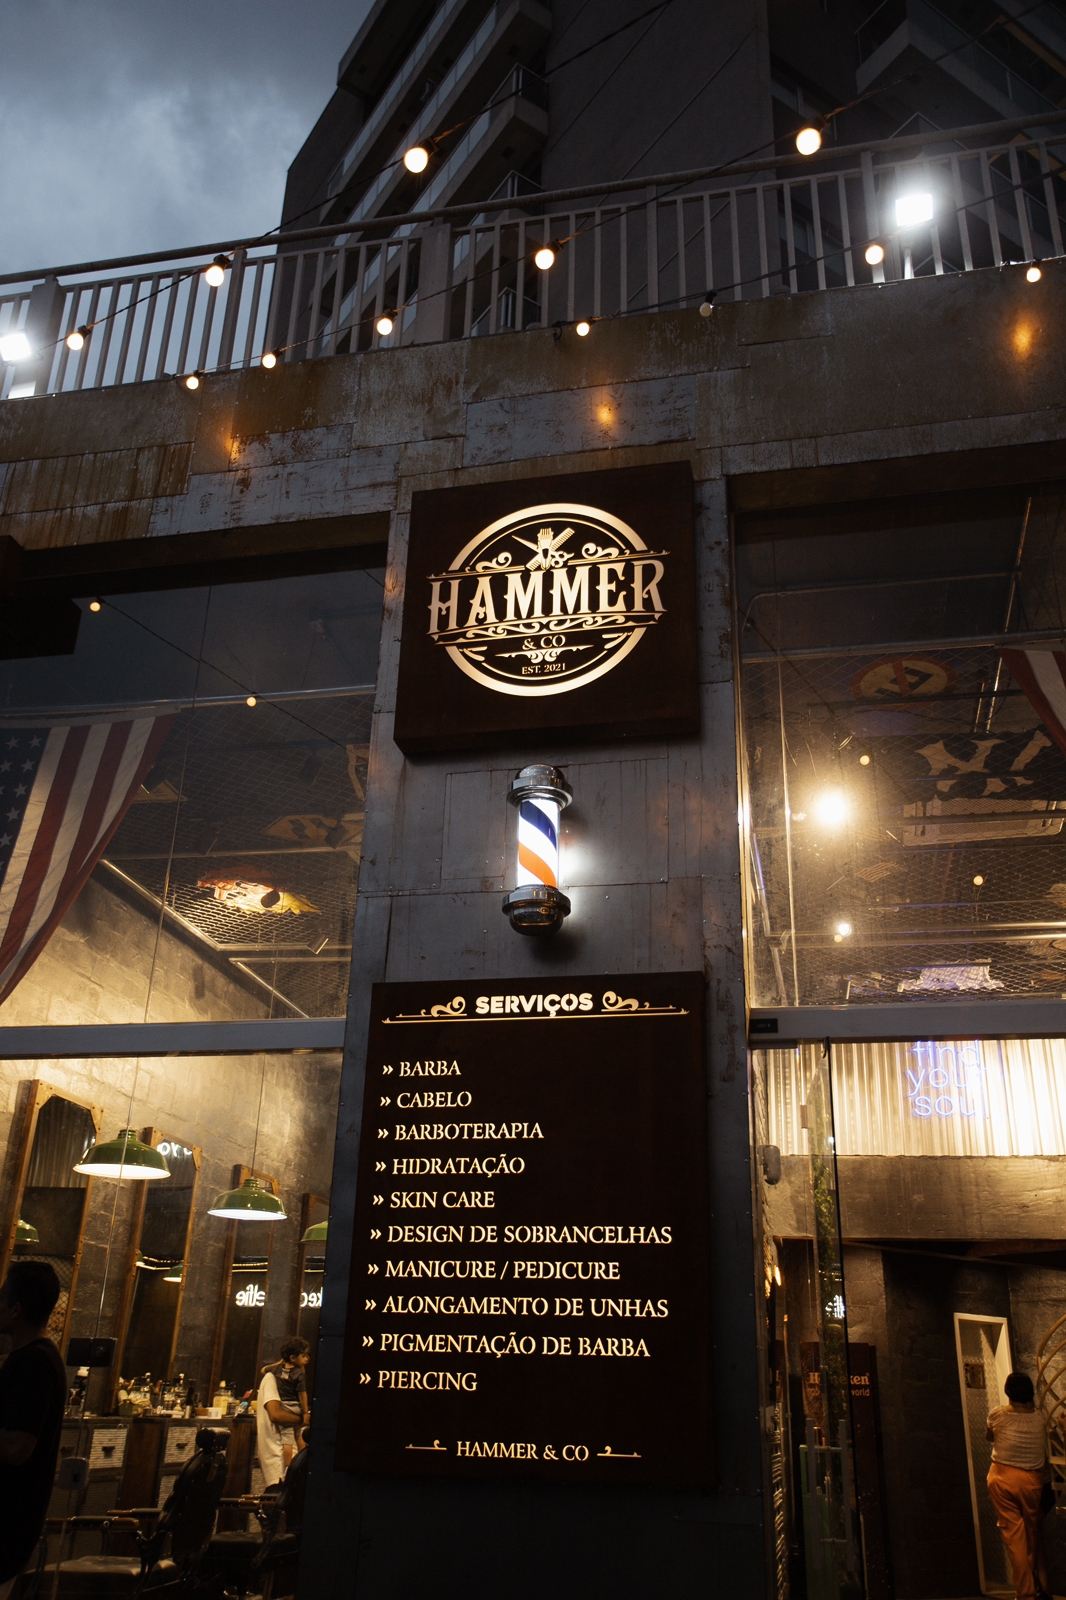 HAMMER
& CO
EST. 2021
SERVIÇOS
» BARBA
» CABELO
» BARBOTERAPIA
» HIDRATAÇÃO
» SKIN CARE
» DESIGN DE SOBRANCELHAS
» MANICURE / PEDICURE
» ALONGAMENTO DE UNHAS
» PIGMENTAÇÃO DE BARBA
» PIERCING
HAMMER & CO
find
your
soul